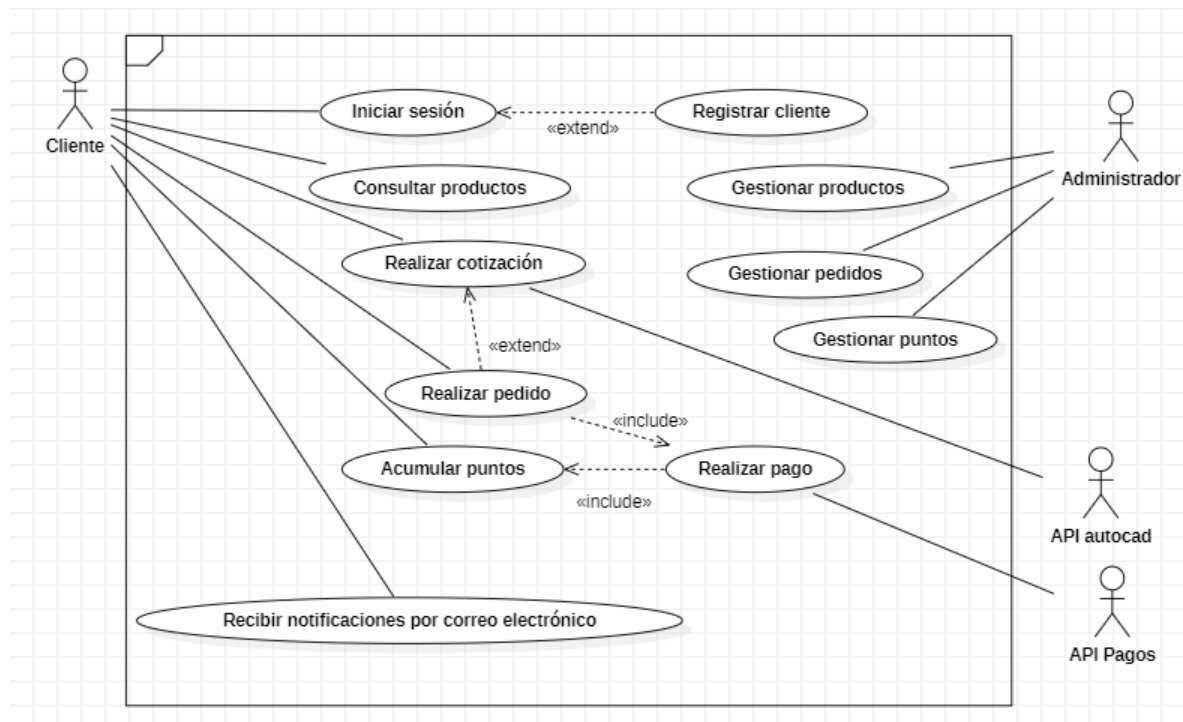 Cliente
Iniciar sesión
«extend»
Registrar cliente
Administrador
Consultar productos
Gestionar productos
Realizar cotización
Gestionar pedidos
«extend»
Gestionar puntos
Realizar pedido
«include»
Acumular puntos
«include»
Realizar pago
API autocad
Recibir notificaciones por correo electrónico
API Pagos